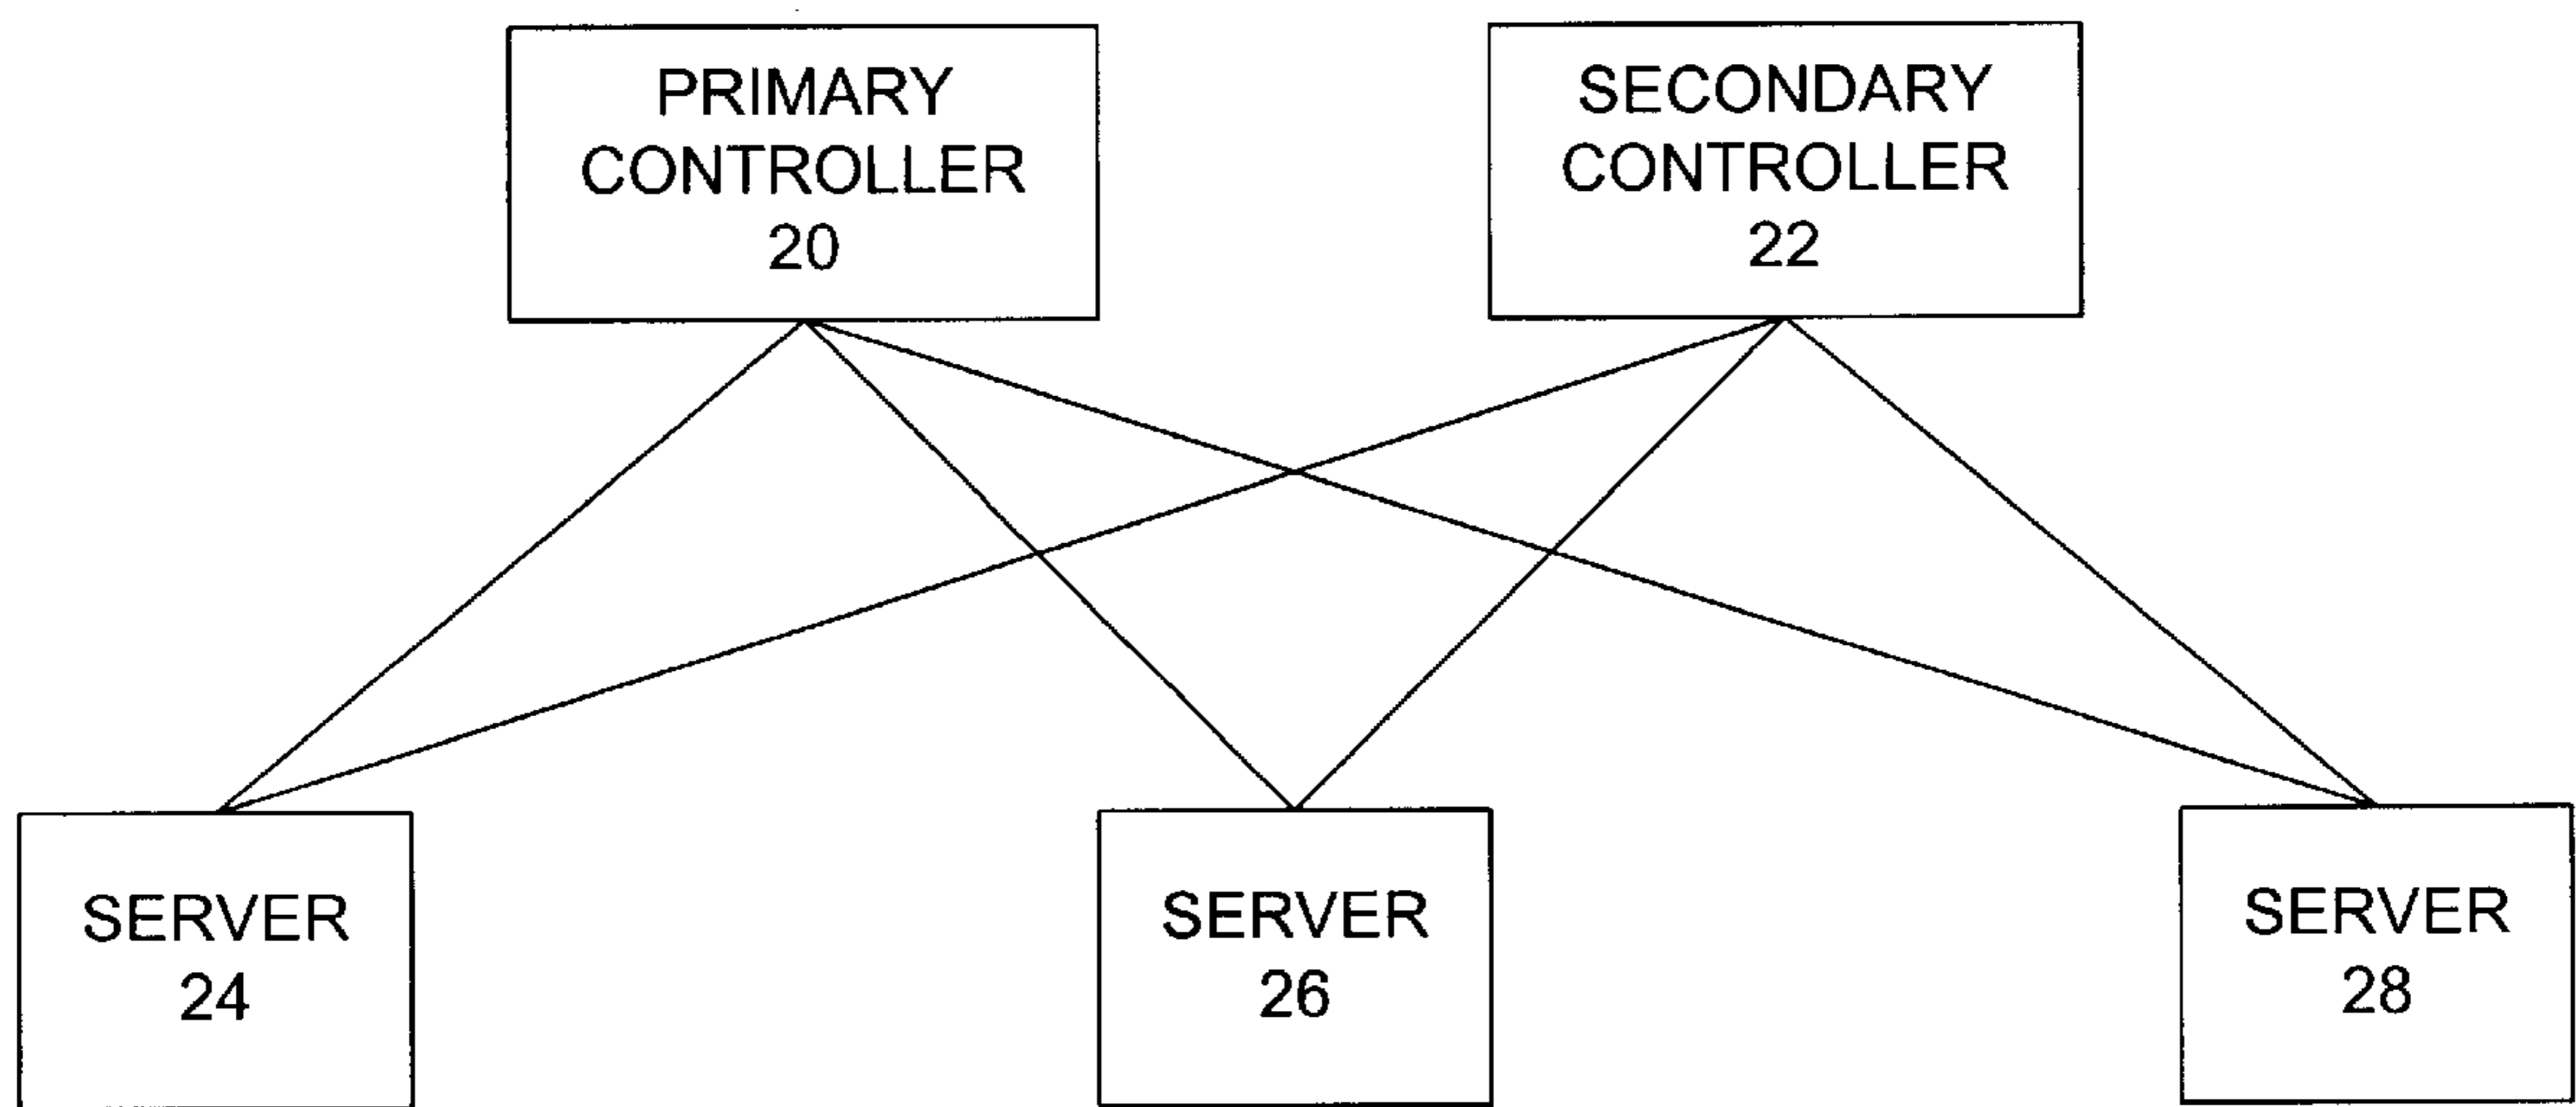 PRIMARY
CONTROLLER
20
SECONDARY
CONTROLLER
22
SERVER
24
SERVER
26
SERVER
28